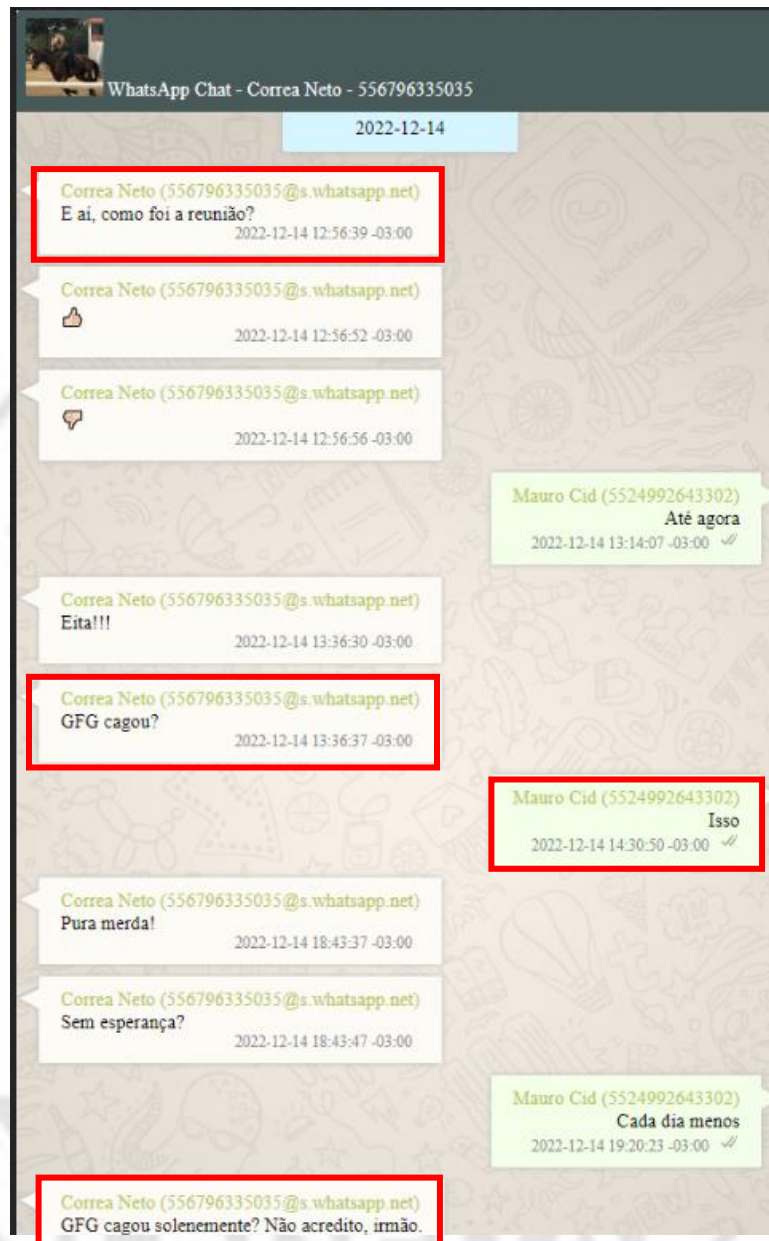 WhatsApp Chat - Correa Neto - 556796335035
2022-12-14
Correa Neto (556796335035@s.whatsapp.net)
E ai, como foi a reunião?
2022-12-14 12:56:39 -03:00
Correa Neto (556796335035@s.whatsapp.net)
👍
2022-12-14 12:56:52 -03:00
Correa Neto (556796335035@s.whatsapp.net)
👎
2022-12-14 12:56:56 -03:00
Mauro Cid (5524992643302)
Até agora
2022-12-14 13:14:07 -03:00
Correa Neto (556796335035@s.whatsapp.net)
Eita!!!
2022-12-14 13:36:30 -03:00
Correa Neto (556796335035@s.whatsapp.net)
GFG cagou?
2022-12-14 13:36:37 -03:00
Mauro Cid (5524992643302)
Isso
2022-12-14 14:30:50 -03:00
Correa Neto (556796335035@s.whatsapp.net)
Pura merda!
2022-12-14 18:43:37 -03:00
Correa Neto (556796335035@s.whatsapp.net)
Sem esperança?
2022-12-14 18:43:47 -03:00
Mauro Cid (5524992643302)
Cada dia menos
2022-12-14 19:20:23 -03:00
Correa Neto (556796335035@s.whatsapp.net)
GFG cagou solenemente? Não acredito, irmão.